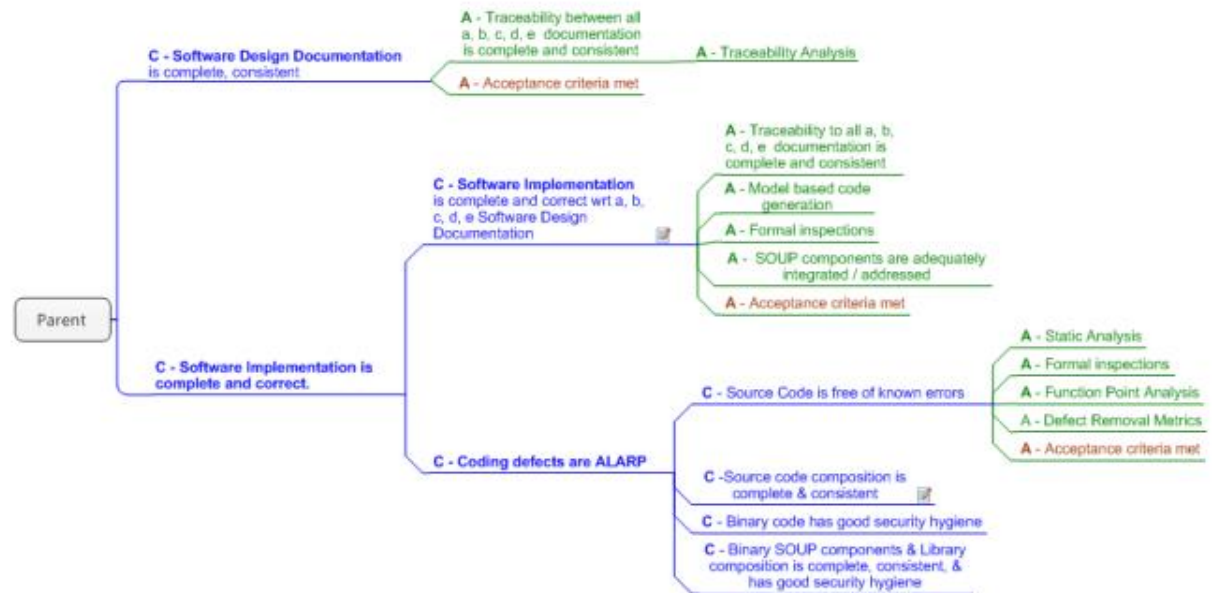 A - Traceability between all
a, b, c, d, e documentation
is complete and consistent
C - Software Design Documentation
is complete, consistent
A - Traceability Analysis
A - Acceptance criteria met
A - Traceability to all a, b,
c, d, e documentation is
complete and consistent
C - Software Implementation
is complete and correct wrt a, b,
c, d, e Software Design
Documentation
A - Model based code
generation
A - Formal inspections
A - SOUP components are adequately
integrated / addressed
A - Acceptance criteria met
Parent
C - Software Implementation is
complete and correct.
A - Static Analysis
A - Formal inspections
C - Source Code is free of known errors
A - Function Point Analysis
A - Defect Removal Metrics
A - Acceptance criteria met
C - Coding defects are ALARP
C -Source code composition is
complete & consistent
C - Binary code has good security hygiene
C - Binary SOUP components & Library
composition is complete, consistent, &
has good security hygiene